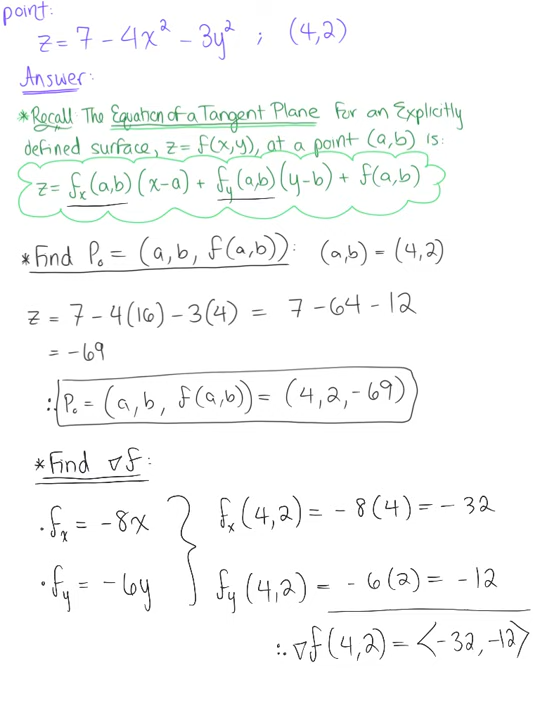 point:
z = 7 - 4x² - 3y² ; (4,2)
Answer:
*Recall: The Equation of a Tangent Plane For an Explicitly
defined surface, z = f(x,y), at a point (a,b) is:
z = fₓ(a,b)(x-a) + f_y(a,b)(y-b) + f(a,b)
*Find P₀ = (a, b, f(a,b)): (a,b) = (4,2)
z = 7 - 4(16) - 3(4) = 7 - 64 - 12
= -69
∴ P₀ = (a, b, f(a,b)) = (4, 2, -69)
*Find ∇f:
• fₓ = -8x } fₓ(4,2) = -8(4) = -32
• f_y = -6y f_y(4,2) = -6(2) = -12
∴ ∇f(4,2) = ⟨-32, -12⟩